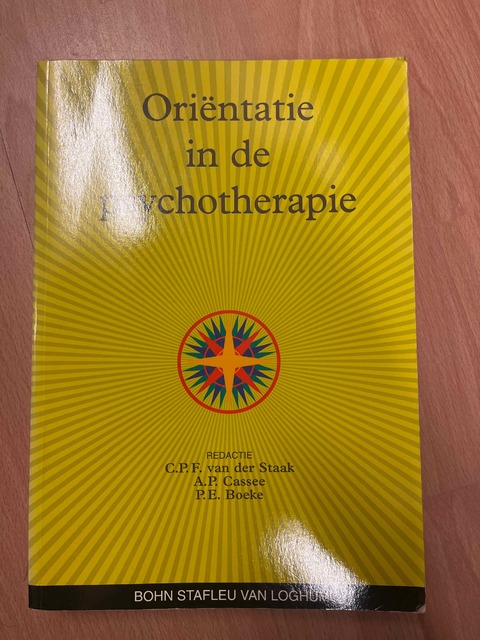 Oriëntatie
in de
psychotherapie
REDACTIE
C.P.F. van der Staak
A.P. Cassee
P.E. Boeke
BOHN STAFLEU VAN LOGHUM